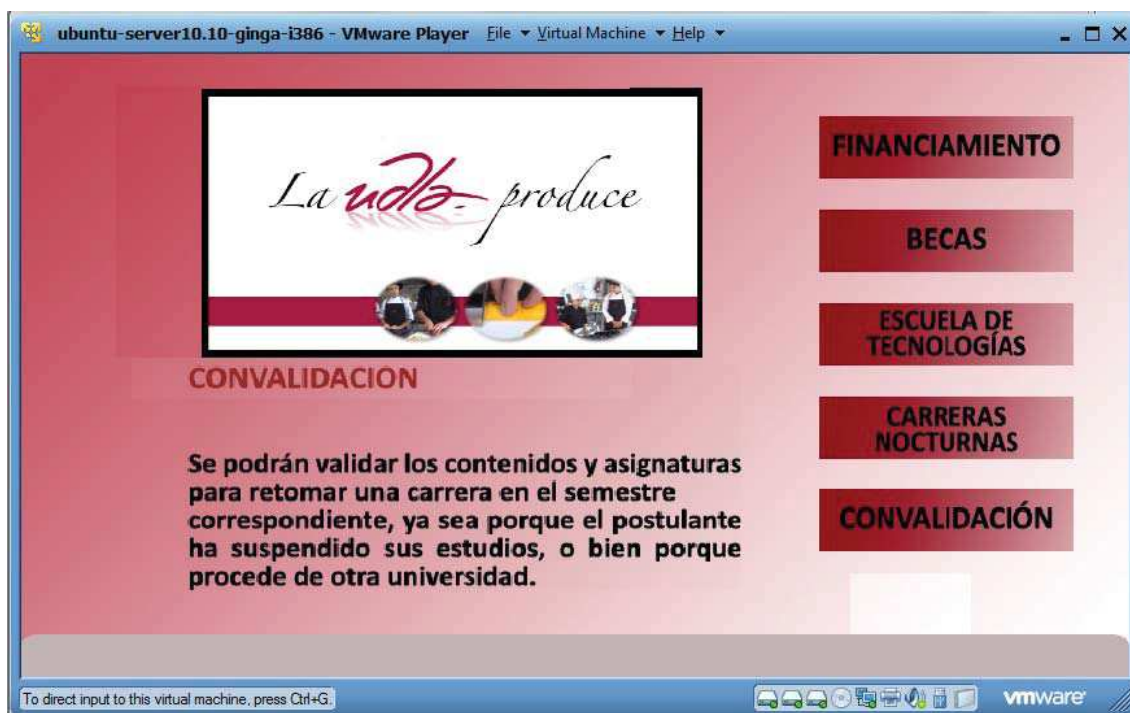 ubuntu-server10.10-ginga-i386 - VMware Player File Virtual Machine Help
La udla- produce
FINANCIAMIENTO
BECAS
ESCUELA DE
TECNOLOGÍAS
CARRERAS
NOCTURNAS
CONVALIDACIÓN
CONVALIDACIÓN
Se podrán validar los contenidos y asignaturas
para retomar una carrera en el semestre
correspondiente, ya sea porque el postulante
ha suspendido sus estudios, o bien porque
procede de otra universidad.
To direct input to this virtual machine, press Ctrl+G.
vmware